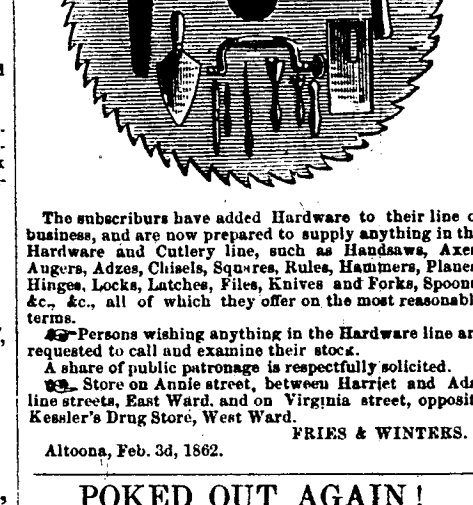 The subscriburs have added Hardware to their line o
business, and are now prepared to supply anything in th
Hardware and Cutlery line, such as Handsaws, Axe
Augers, Adzes, Chisels, Squares, Rules, Hammers, Plane
Hinges, Locks, Latches, Files, Knives and Forks, Spoon
&c., &c., all of which they offer on the most reasonabl
terms.
Persons wishing anything in the Hardware line ar
requested to call and examine their stock.
A share of public patronage is respectfully solicited.
Store on Annie street, between Harriet and Ada
line streets, East Ward, and on Virginia street, opposit
Kessler's Drug Store, West Ward.
FRIES & WINTERS.
Altoona, Feb. 3d, 1862.
POKED OUT AGAIN!